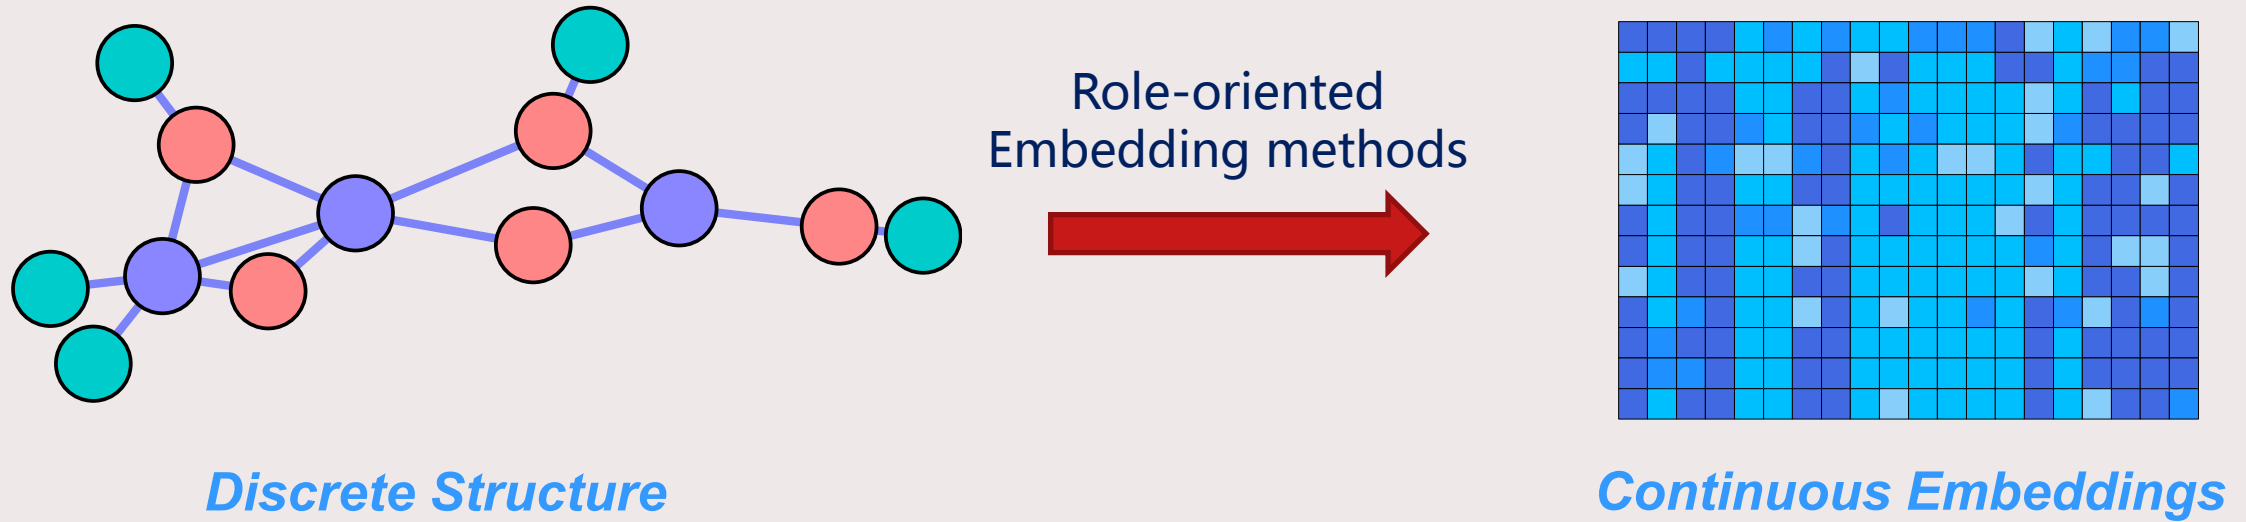 Role-oriented
Embedding methods
Discrete Structure
Continuous Embeddings